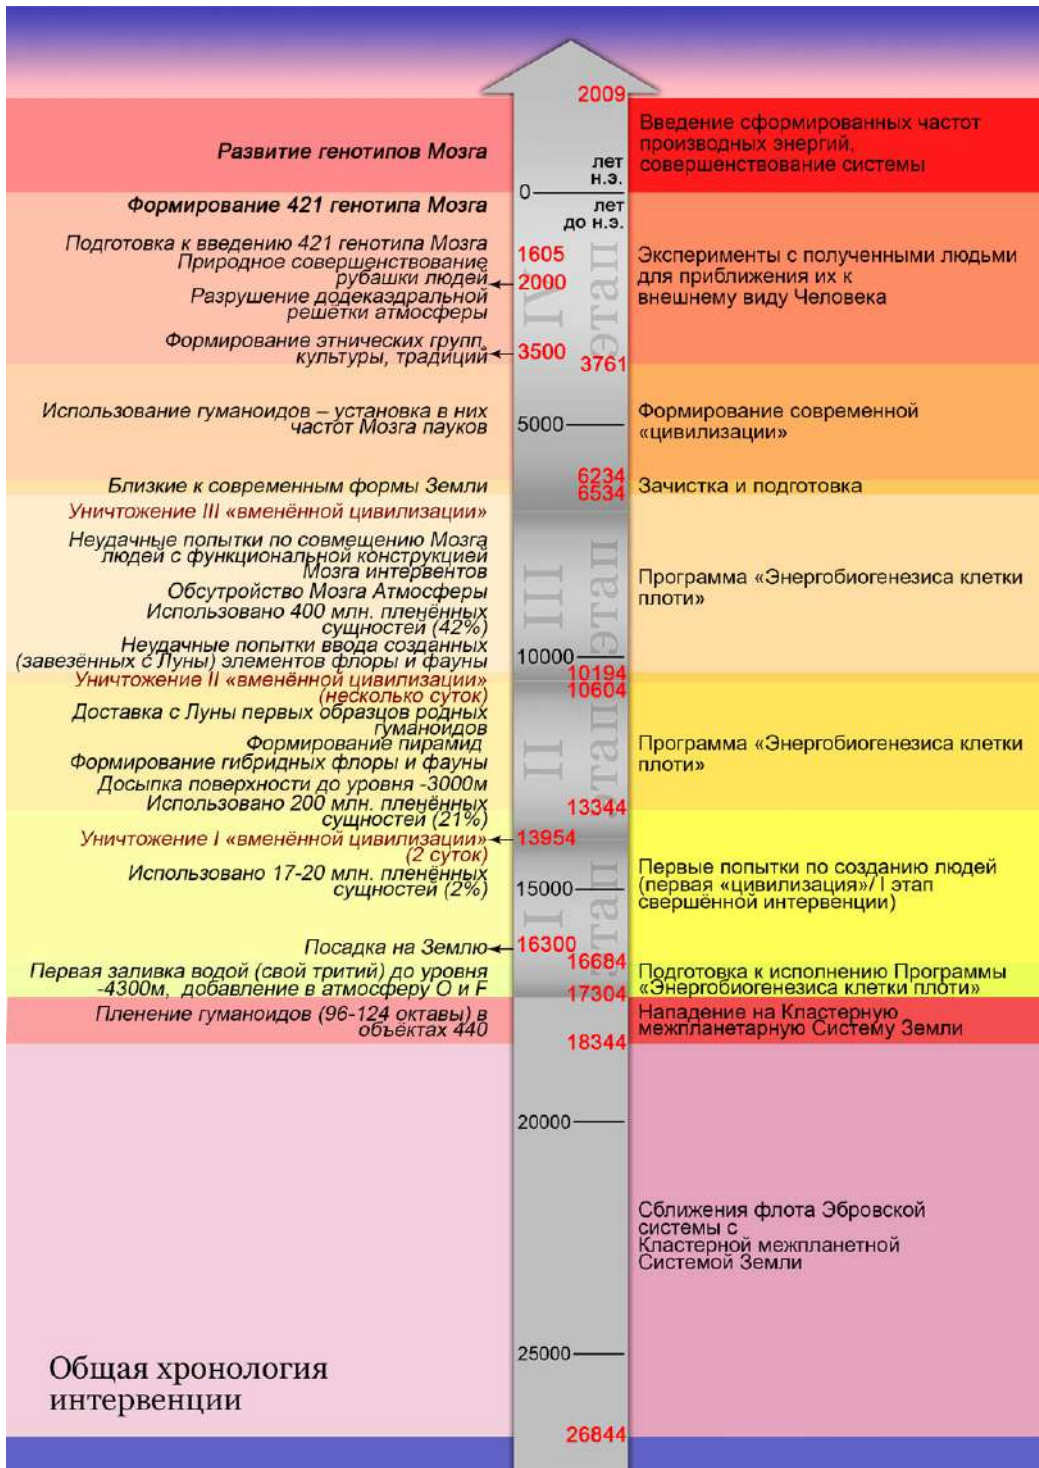 2009
Введение сформированных частот
производных энергий,
совершенствование системы
Развитие генотипов Мозга
лет
н.э.
0
лет
до н.э.
Формирование 421 генотипа Мозга
Подготовка к введению 421 генотипа Мозга
1605
Природное совершенствование
рубашки людей
2000
Разрушение додекаэдральной
решётки атмосферы
Эксперименты с полученными людьми
для приближения их к
внешнему виду Человека
IV этап
Формирование этнических групп,
культуры, традиций
3500
3761
Использование гуманоидов – установка в них
частот Мозга пауков
5000
Формирование современной
«цивилизации»
6234
Близкие к современным формы Земли
6534
Зачистка и подготовка
Уничтожение III «вменённой цивилизации»
Неудачные попытки по совмещению Мозга
людей с функциональной конструкцией
Мозга интервентов
Обсутройство Мозга Атмосферы
Использовано 400 млн. пленённых
сущностей (42%)
Неудачные попытки ввода созданных
(завезённых с Луны) элементов флоры и фауны
III этап
Программа «Энергобиогенезиса клетки
плоти»
10000
10194
Уничтожение II «вменённой цивилизации»
(несколько суток)
10604
Доставка с Луны первых образцов родных
гуманоидов
Формирование пирамид
Формирование гибридных флоры и фауны
Досыпка поверхности до уровня -3000м
Использовано 200 млн. пленённых
сущностей (21%)
II этап
Программа «Энергобиогенезиса клетки
плоти»
13344
Уничтожение I «вменённой цивилизации»
(2 суток)
13954
Использовано 17-20 млн. пленённых
сущностей (2%)
15000
I этап
Первые попытки по созданию людей
(первая «цивилизация»/ I этап
свершённой интервенции)
Посадка на Землю
16300
16684
Первая заливка водой (свой тритий) до уровня
-4300м, добавление в атмосферу O и F
Подготовка к исполнению Программы
«Энергобиогенезиса клетки плоти»
17304
Пленение гуманоидов (96-124 октавы) в
объёктах 440
Нападение на Кластерную
межпланетарную Систему Земли
18344
20000
Сближения флота Эбровской
системы с
Кластерной межпланетной
Системой Земли
25000
Общая хронология
интервенции
26844